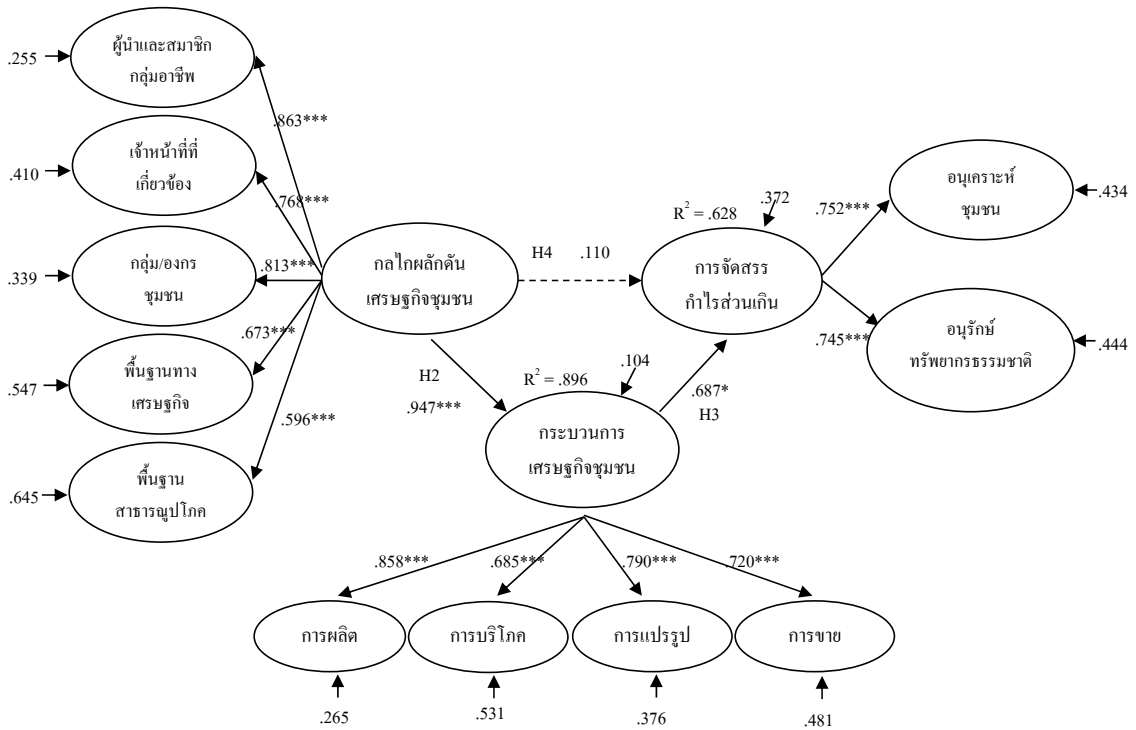 ผู้นำและสมาชิก
กลุ่มอาชีพ
.255
.863***
เจ้าหน้าที่ที่
เกี่ยวข้อง
.410
.768***
กลุ่ม/องกร
ชุมชน
.339
.813***
พื้นฐานทาง
เศรษฐกิจ
.547
.673***
พื้นฐาน
สาธารณูปโภค
.645
.596***
กลไกผลักดัน
เศรษฐกิจชุมชน
H4 .110
R² = .628
.372
การจัดสรร
กำไรส่วนเกิน
.752***
อนุเคราะห์
ชุมชน
.434
.745***
อนุรักษ์
ทรัพยากรธรรมชาติ
.444
H2
.947***
R² = .896
.104
.687*
H3
กระบวนการ
เศรษฐกิจชุมชน
.858*** .685*** .790*** .720***
การผลิต การบริโภค การแปรรูป การขาย
.265 .531 .376 .481